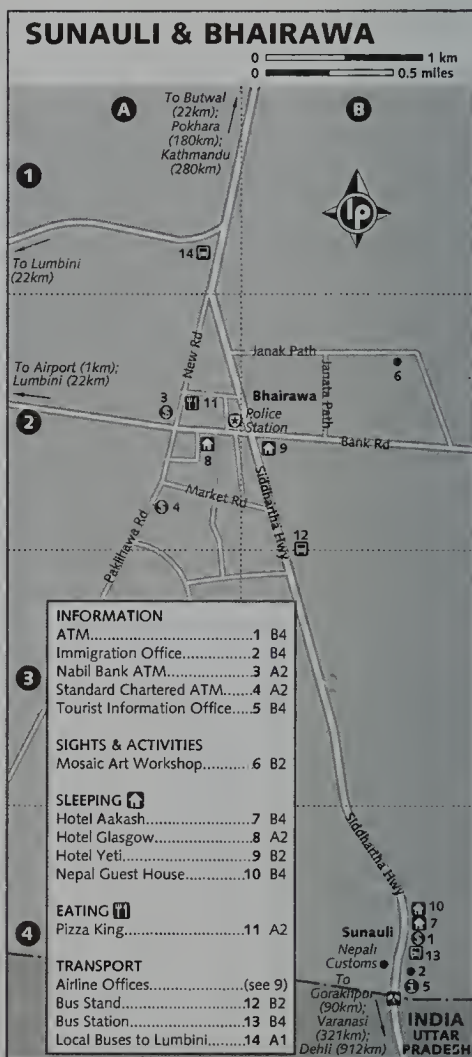 SUNAULI & BHAIRAWA
0 1 km
0 0.5 miles
A
B
To Butwal
(22km);
Pokhara
(180km);
Kathmandu
(280km)
1
lp
14
To Lumbini
(22km)
New Rd
Janak Path
Janata Path
6
To Airport (1km);
Lumbini (22km)
3
11
Bhairawa
Police
Station
2
8
9
Bank Rd
Market Rd
4
Paklihawa Rd
Siddhartha Hwy
12
3
INFORMATION
ATM..............................1 B4
Immigration Office.........2 B4
Nabil Bank ATM..............3 A2
Standard Chartered ATM.......4 A2
Tourist Information Office.....5 B4
SIGHTS & ACTIVITIES
Mosaic Art Workshop............6 B2
SLEEPING
Hotel Aakash..................7 B4
Hotel Glasgow.................8 A2
Hotel Yeti.......................9 B2
Nepal Guest House..........10 B4
EATING
Pizza King.....................11 A2
TRANSPORT
Airline Offices.................(see 9)
Bus Stand.....................12 B2
Bus Station...................13 B4
Local Buses to Lumbini........14 A1
4
Siddhartha Hwy
10
7
1
Sunauli
13
Nepali
Customs
2
5
To
Gorakhpur
(90km);
Varanasi
(321km);
Dehli (912km)
INDIA
UTTAR
PRADESH